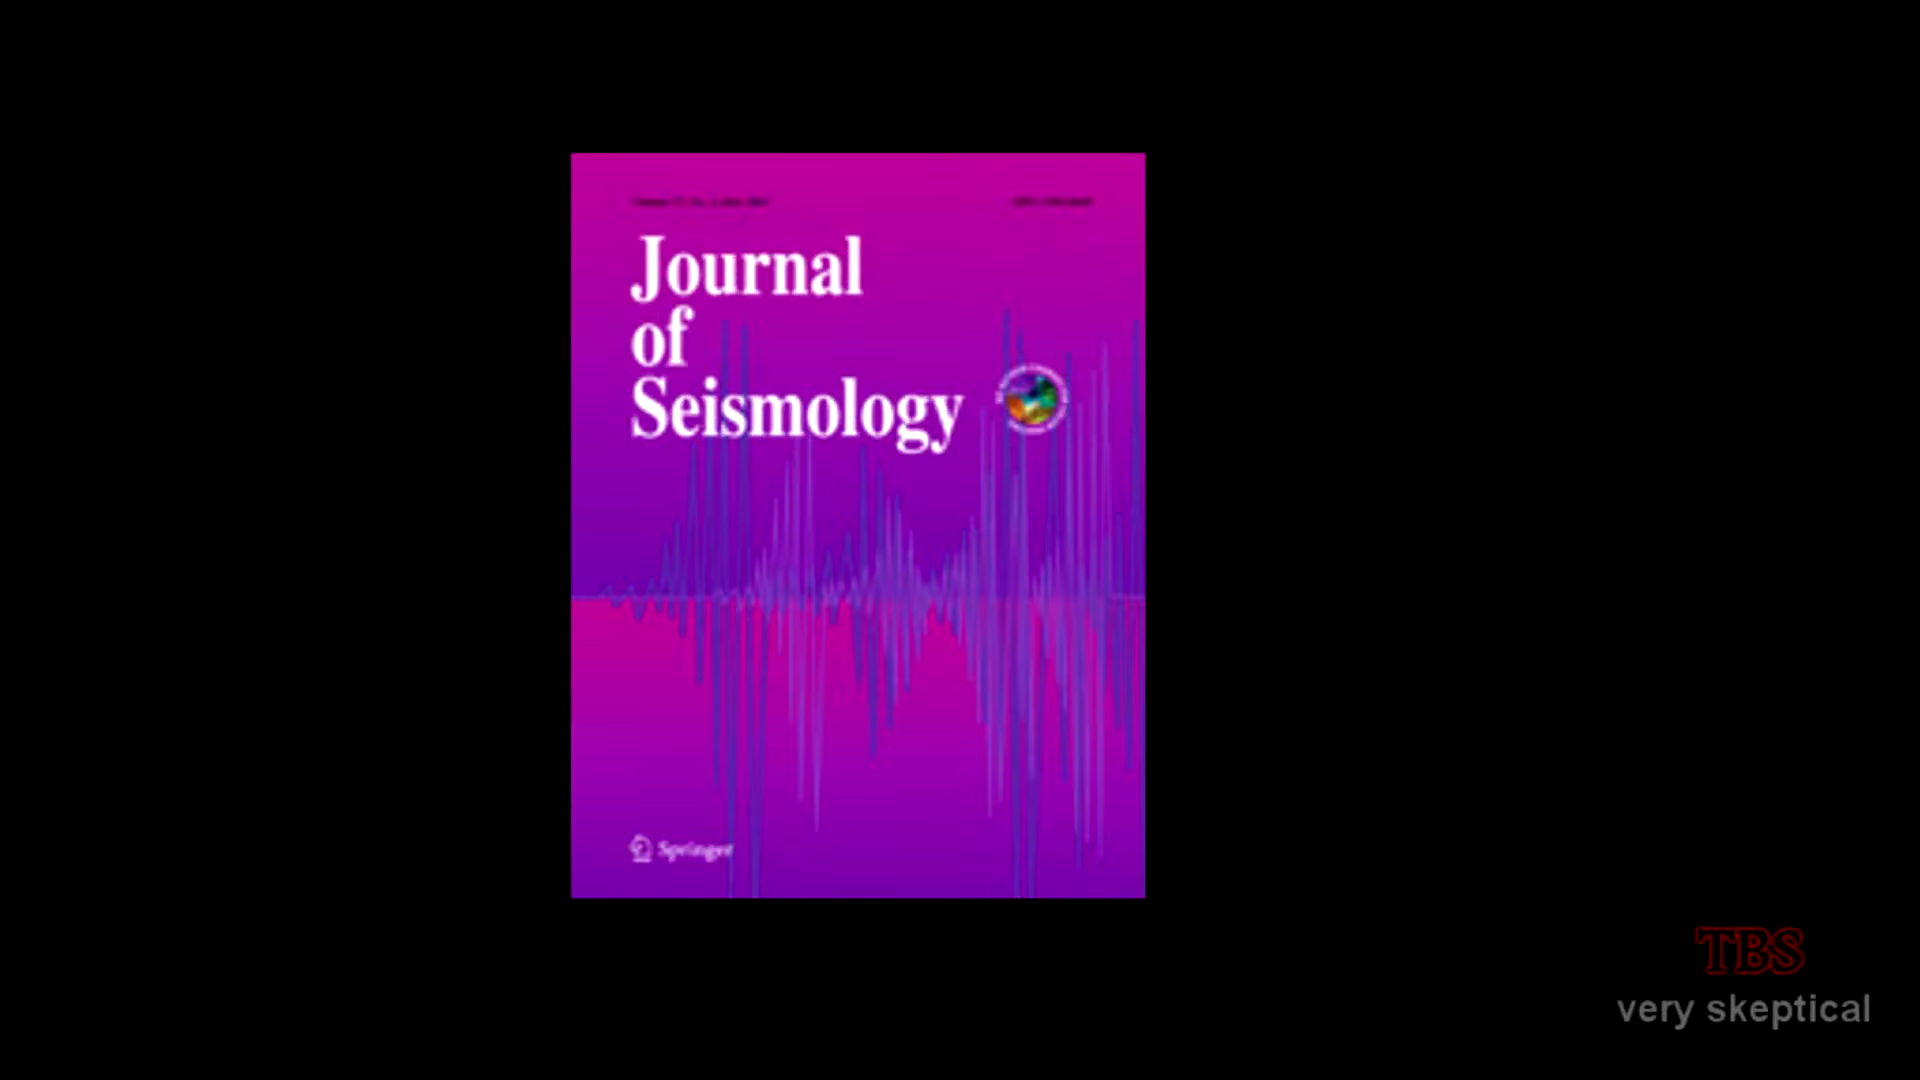 Journal
of
Seismology
Springer
TBS
very skeptical